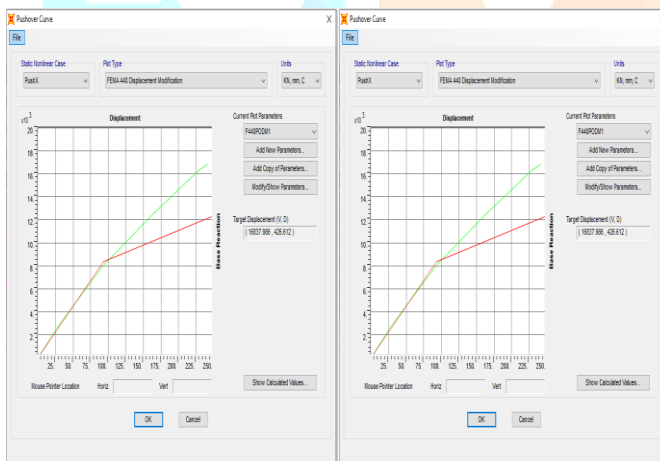 Pushover Curve
File
Static Nonlinear Case
Plot Type
Units
PushX
FEMA 440 Displacement Modification
KN, mm, C
x10 3
Displacement
Current Plot Parameters
20.
F440PODM1
18.
Add New Parameters...
16.
Add Copy of Parameters...
14.
Modify/Show Parameters...
12.
Target Displacement (V, D)
10.
( 16837.986 , 426.612 )
8.
Base Reaction
6.
4.
2.
25. 50. 75. 100. 125. 150. 175. 200. 225. 250.
Mouse Pointer Location
Horiz
Vert
Show Calculated Values...
OK
Cancel
Pushover Curve
File
Static Nonlinear Case
Plot Type
Units
PushX
FEMA 440 Displacement Modification
KN, mm, C
x10 3
Displacement
Current Plot Parameters
20.
F440PODM1
18.
Add New Parameters...
16.
Add Copy of Parameters...
14.
Modify/Show Parameters...
12.
Target Displacement (V, D)
10.
( 16837.986 , 426.612 )
8.
Base Reaction
6.
4.
2.
25. 50. 75. 100. 125. 150. 175. 200. 225. 250.
Mouse Pointer Location
Horiz
Vert
Show Calculated Values...
OK
Cancel